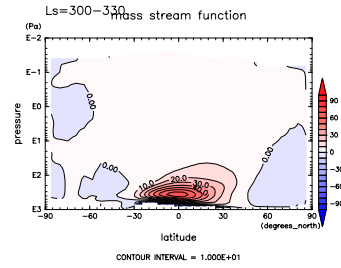 Ls=300-330
mass stream function
(Pa)
E-2
E-1
E0
E1
E2
E3
pressure
0.00
0.00
0.00
10.0
20.0
30.0
-90 -60 -30 0 30 60 90
(degrees_north)
latitude
90
60
30
0
-30
-60
-90
CONTOUR INTERVAL = 1.000E+01